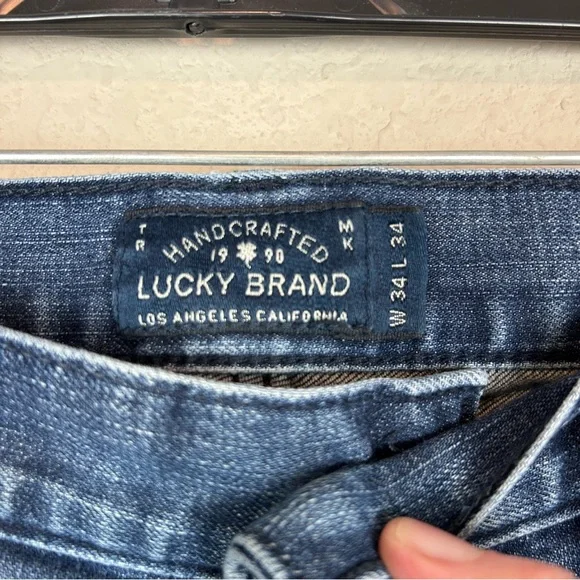 TR MK
HANDCRAFTED
19 90
LUCKY BRAND
LOS ANGELES CALIFORNIA
W 34 L 34